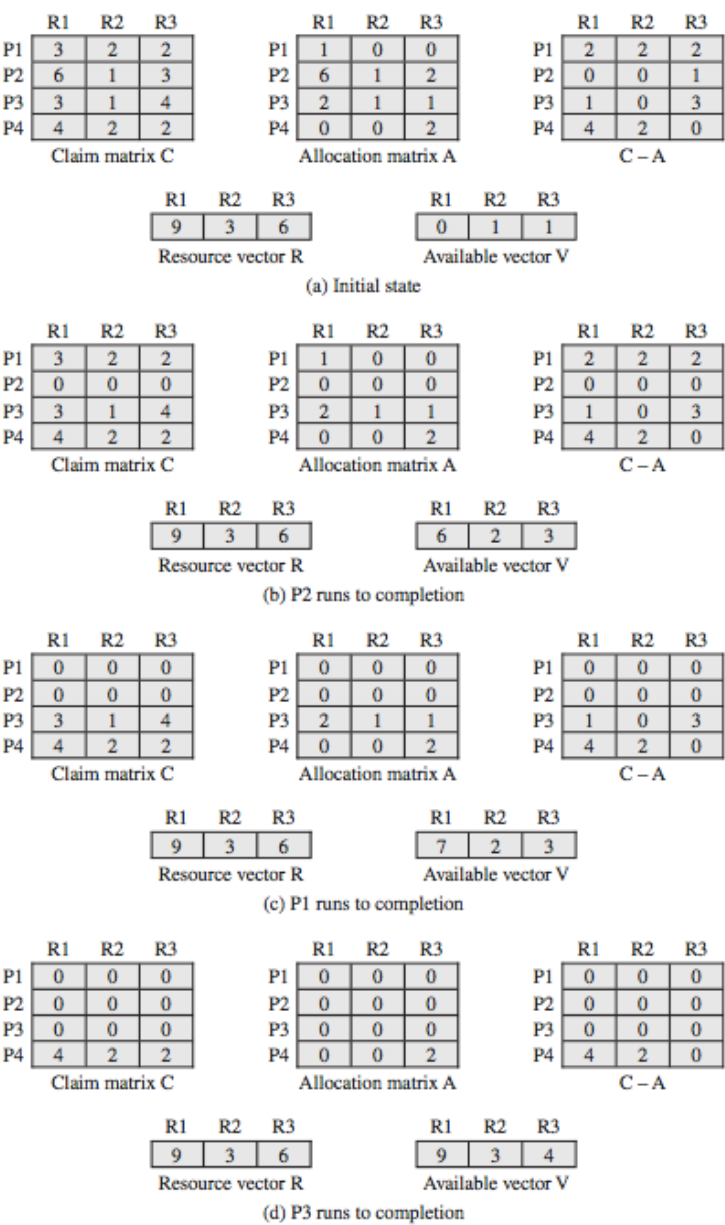 R1 R2 R3 R1 R2 R3 R1 R2 R3
P1 3 2 2 P1 1 0 0 P1 2 2 2
P2 6 1 3 P2 6 1 2 P2 0 0 1
P3 3 1 4 P3 2 1 1 P3 1 0 3
P4 4 2 2 P4 0 0 2 P4 4 2 0
Claim matrix C Allocation matrix A C – A
R1 R2 R3 R1 R2 R3
9 3 6 0 1 1
Resource vector R Available vector V
(a) Initial state
R1 R2 R3 R1 R2 R3 R1 R2 R3
P1 3 2 2 P1 1 0 0 P1 2 2 2
P2 0 0 0 P2 0 0 0 P2 0 0 0
P3 3 1 4 P3 2 1 1 P3 1 0 3
P4 4 2 2 P4 0 0 2 P4 4 2 0
Claim matrix C Allocation matrix A C – A
R1 R2 R3 R1 R2 R3
9 3 6 6 2 3
Resource vector R Available vector V
(b) P2 runs to completion
R1 R2 R3 R1 R2 R3 R1 R2 R3
P1 0 0 0 P1 0 0 0 P1 0 0 0
P2 0 0 0 P2 0 0 0 P2 0 0 0
P3 3 1 4 P3 2 1 1 P3 1 0 3
P4 4 2 2 P4 0 0 2 P4 4 2 0
Claim matrix C Allocation matrix A C – A
R1 R2 R3 R1 R2 R3
9 3 6 7 2 3
Resource vector R Available vector V
(c) P1 runs to completion
R1 R2 R3 R1 R2 R3 R1 R2 R3
P1 0 0 0 P1 0 0 0 P1 0 0 0
P2 0 0 0 P2 0 0 0 P2 0 0 0
P3 0 0 0 P3 0 0 0 P3 0 0 0
P4 4 2 2 P4 0 0 2 P4 4 2 0
Claim matrix C Allocation matrix A C – A
R1 R2 R3 R1 R2 R3
9 3 6 9 3 4
Resource vector R Available vector V
(d) P3 runs to completion